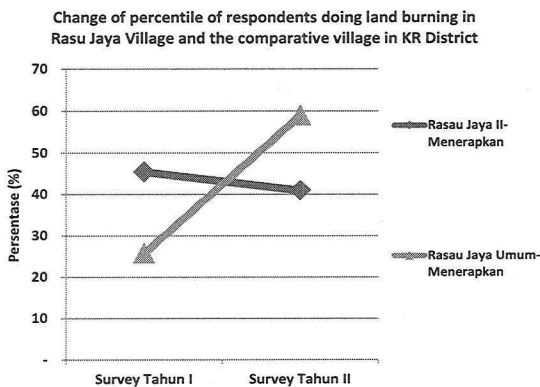 Change of percentile of respondents doing land burning in
Rasu Jaya Village and the comparative village in KR District
70
60
50
40
30
20
10
-
Persentase (%)
Survey Tahun I
Survey Tahun II
Rasau Jaya II-
Menerapkan
Rasau Jaya Umum-
Menerapkan